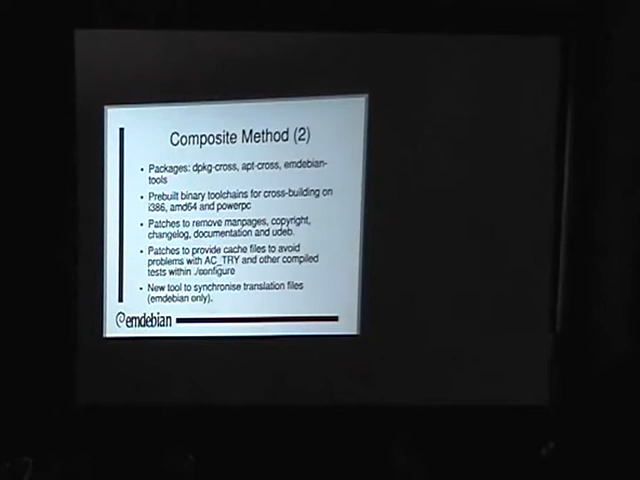 Composite Method (2)
• Packages: dpkg-cross, apt-cross, emdebian-
tools
• Prebuilt binary toolchains for cross-building on
i386, amd64 and powerpc
• Patches to remove manpages, copyright,
changelog, documentation and udeb.
• Patches to provide cache files to avoid
problems with AC_TRY and other compiled
tests within ./configure
• New tool to synchronise translation files
(emdebian only).
emdebian